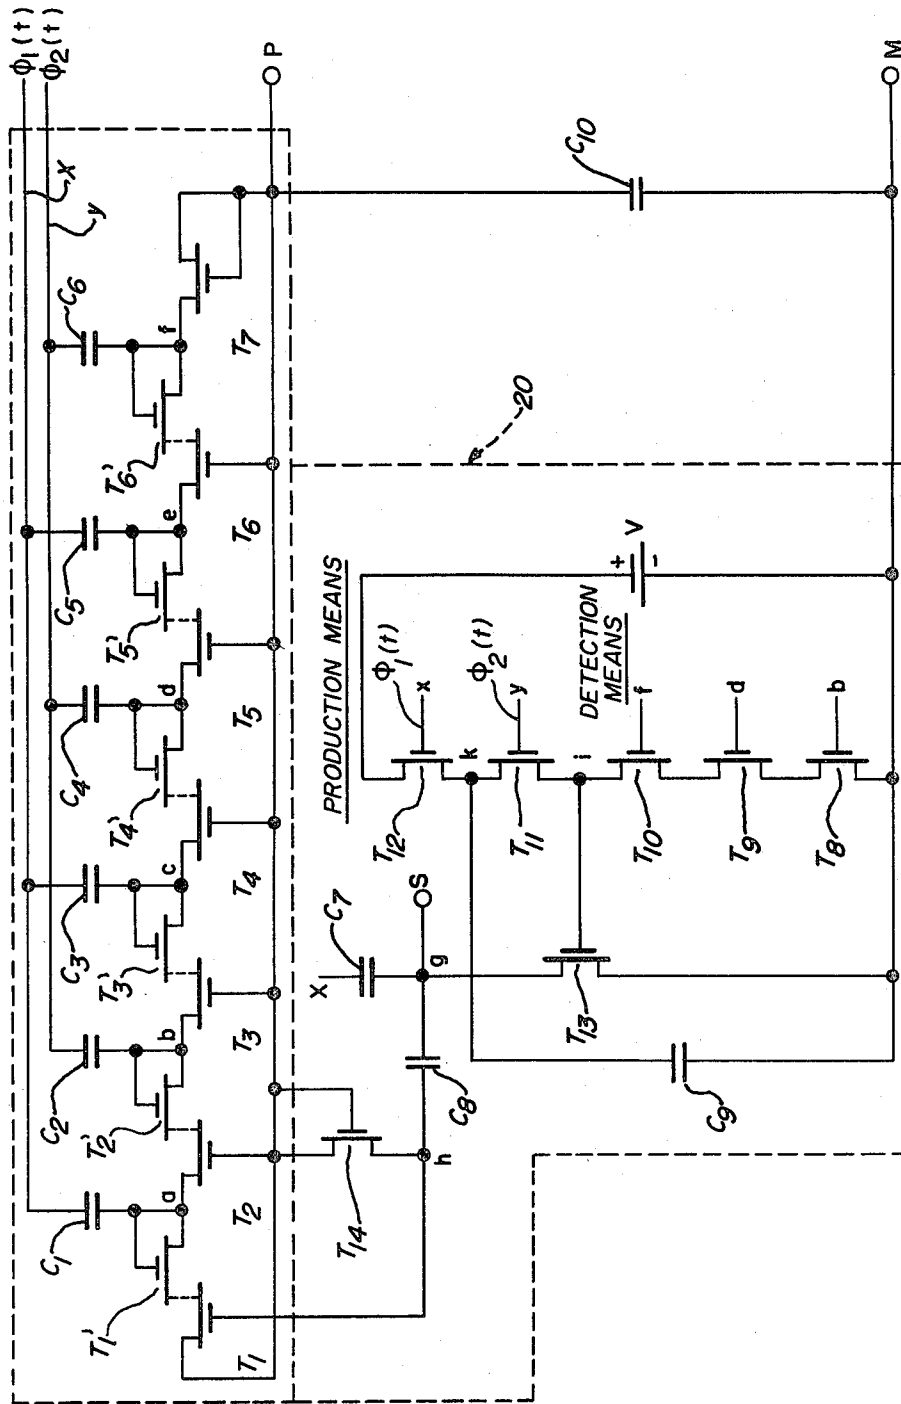 ϕ1(t)
ϕ2(t)
x
y
P
M
C1
C2
C3
C4
C5
C6
T1'
T2'
T3'
T4'
T5'
T6'
a
b
c
d
e
f
T1
T2
T3
T4
T5
T6
T7
C10
20
PRODUCTION MEANS
DETECTION
MEANS
V
+
-
ϕ1(t)
x
ϕ2(t)
y
k
i
f
d
b
T12
T11
T10
T9
T8
X
C7
S
g
T13
C8
C9
h
T14